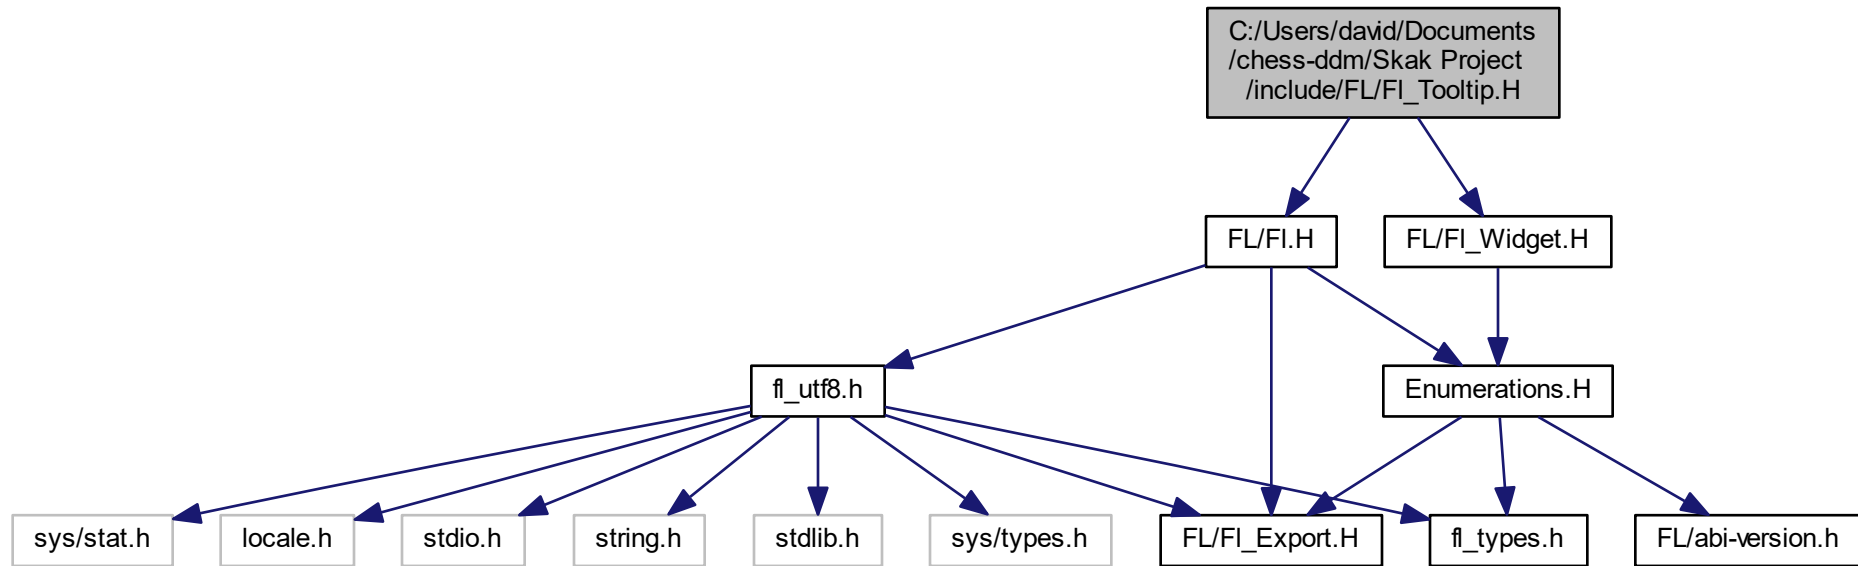 C:/Users/david/Documents
/chess-ddm/Skak Project
/include/FL/Fl_Tooltip.H
FL/Fl.H
FL/Fl_Widget.H
fl_utf8.h
Enumerations.H
sys/stat.h
locale.h
stdio.h
string.h
stdlib.h
sys/types.h
FL/Fl_Export.H
fl_types.h
FL/abi-version.h